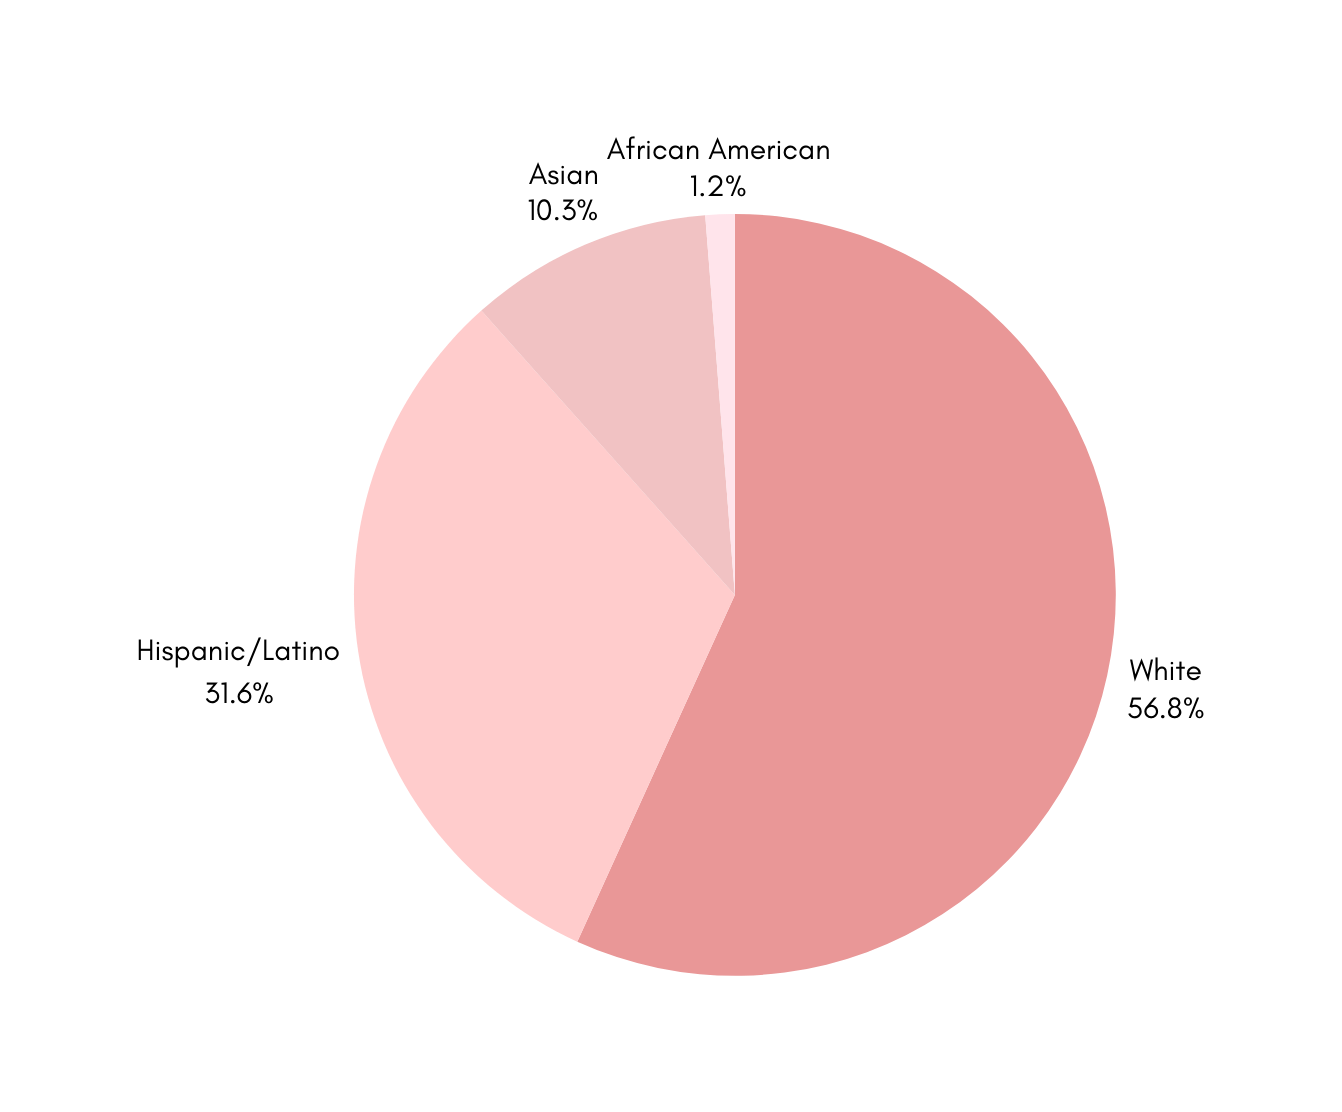 African American
1.2%
Asian
10.3%
Hispanic/Latino
31.6%
White
56.8%